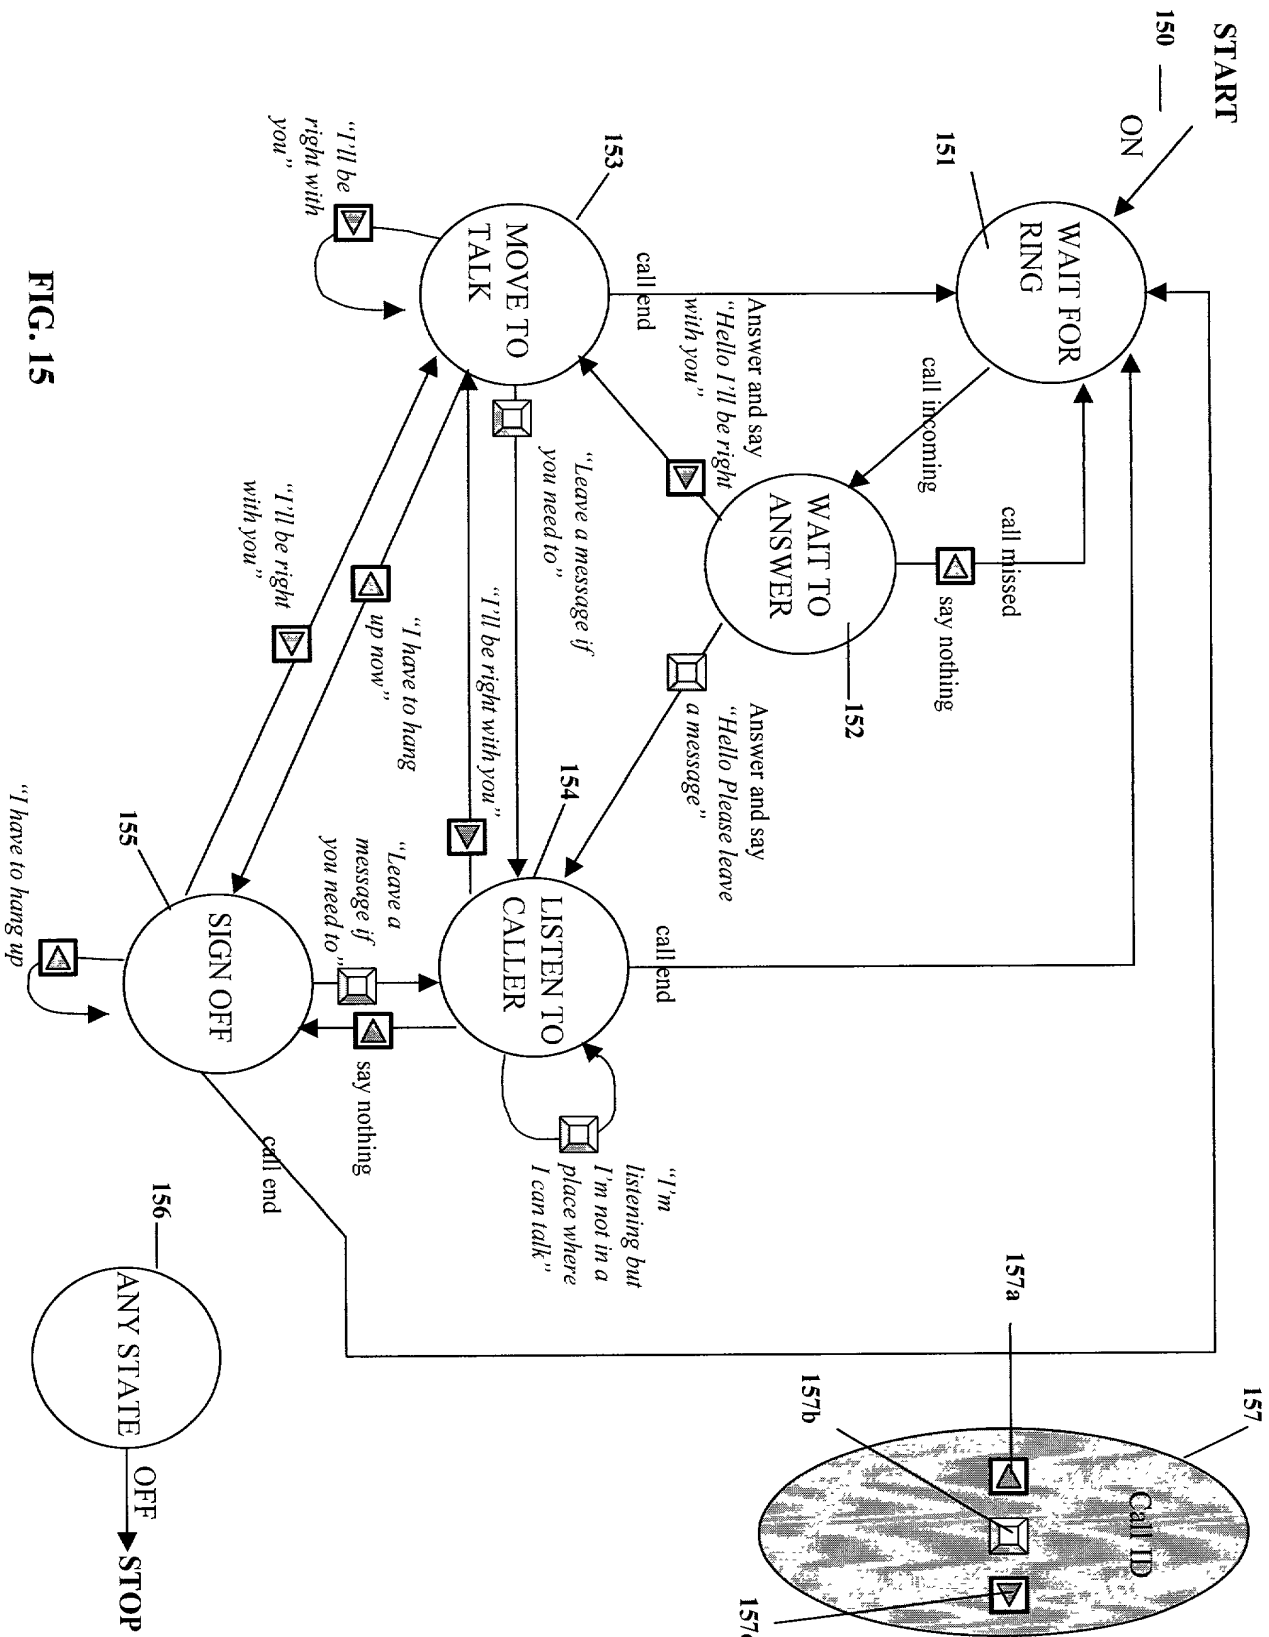 START
150
ON
151
WAIT FOR
RING
call incoming
call missed
say nothing
152
WAIT TO
ANSWER
Answer and say
"Hello I'll be right
with you"
Answer and say
"Hello Please leave
a message"
call end
153
MOVE TO
TALK
"I'll be
right with
you"
"Leave a message if
you need to"
"I'll be right with you"
154
LISTEN TO
CALLER
call end
"I'm
listening but
I'm not in a
place where
I can talk"
"I have to hang
up now"
"I'll be right
with you"
"Leave a
message if
you need to"
say nothing
155
SIGN OFF
"I have to hang up
call end
156
ANY STATE
OFF
STOP
157
Call ID
157a
157b
FIG. 15